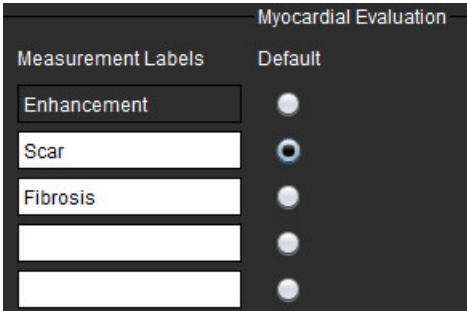 Myocardial Evaluation
Measurement Labels Default
Enhancement
Scar
Fibrosis